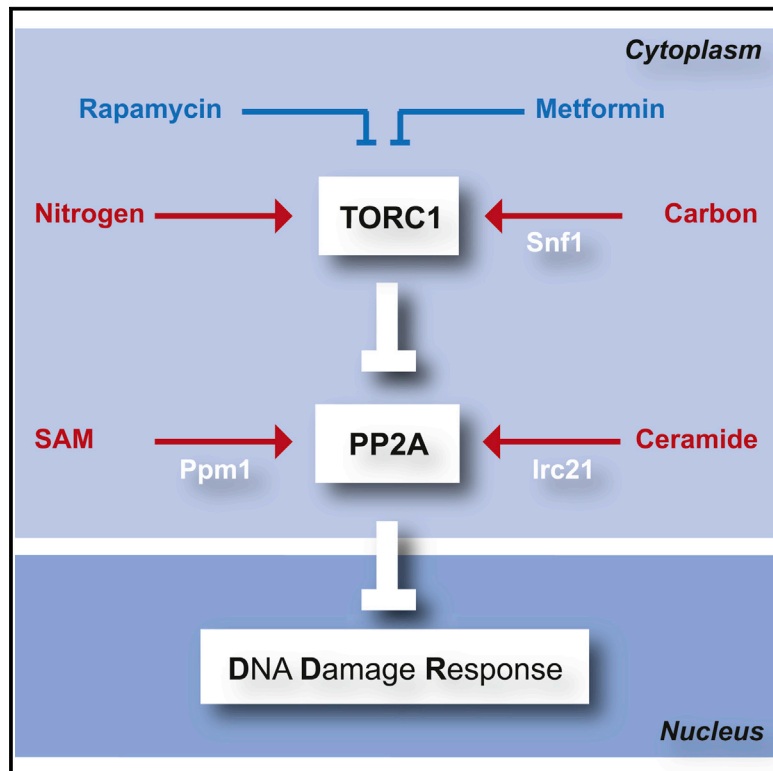 Cytoplasm
Rapamycin
Metformin
Nitrogen
TORC1
Carbon
Snf1
SAM
PP2A
Ceramide
Ppm1
Irc21
DNA Damage Response
Nucleus